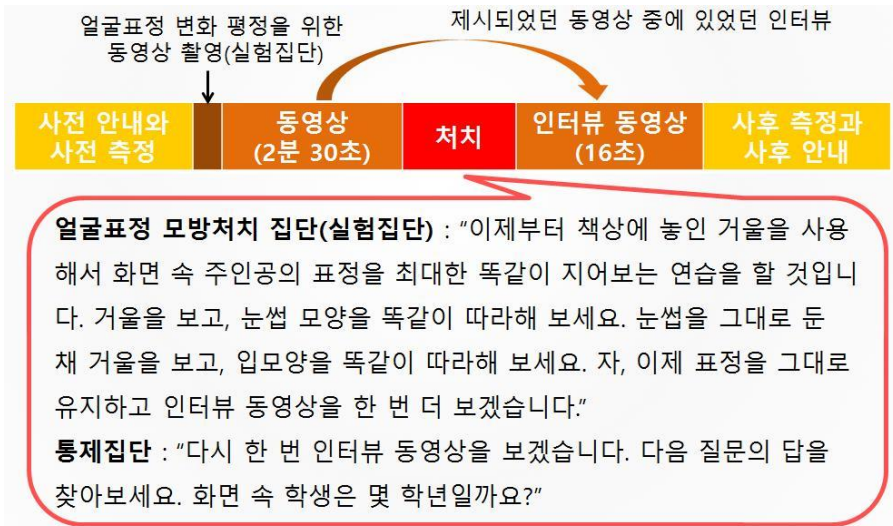 얼굴표정 변화 평정을 위한
동영상 촬영(실험집단)
제시되었던 동영상 중에 있었던 인터뷰
사전 안내와
사전 측정
동영상
(2분 30초)
처치
인터뷰 동영상
(16초)
사후 측정과
사후 안내
얼굴표정 모방처치 집단(실험집단) : “이제부터 책상에 놓인 거울을 사용
해서 화면 속 주인공의 표정을 최대한 똑같이 지어보는 연습을 할 것입니
다. 거울을 보고, 눈썹 모양을 똑같이 따라해 보세요. 눈썹을 그대로 둔
채 거울을 보고, 입모양을 똑같이 따라해 보세요. 자, 이제 표정을 그대로
유지하고 인터뷰 동영상을 한 번 더 보겠습니다.”
통제집단 : “다시 한 번 인터뷰 동영상을 보겠습니다. 다음 질문의 답을
찾아보세요. 화면 속 학생은 몇 학년일까요?”